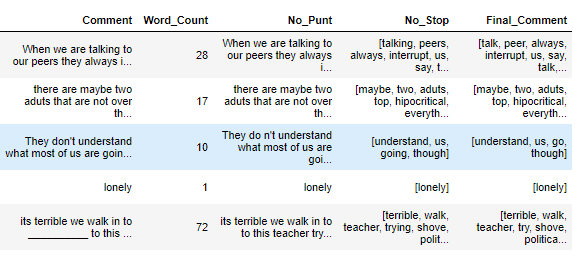 Comment Word_Count No_Punt No_Stop Final_Comment
When we are talking to our peers they always i... 28 When we are talking to our peers they always i... [talking, peers, always, interrupt, us, say, t... [talk, peer, always, interrupt, us, say, talk,...
there are maybe two aduts that are not over th... 17 there are maybe two aduts that are not over th... [maybe, two, aduts, top, hipocritical, everyth... [maybe, two, aduts, top, hipocritical, everyth...
They don't understand what most of us are goin... 10 They do n't understand what most of us are goi... [understand, us, going, though] [understand, us, go, though]
lonely 1 lonely [lonely] [lonely]
its terrible we walk in to ___________ to this ... 72 its terrible we walk in to to this teacher try... [terrible, walk, teacher, trying, shove, polit... [terrible, walk, teacher, try, shove, politica...